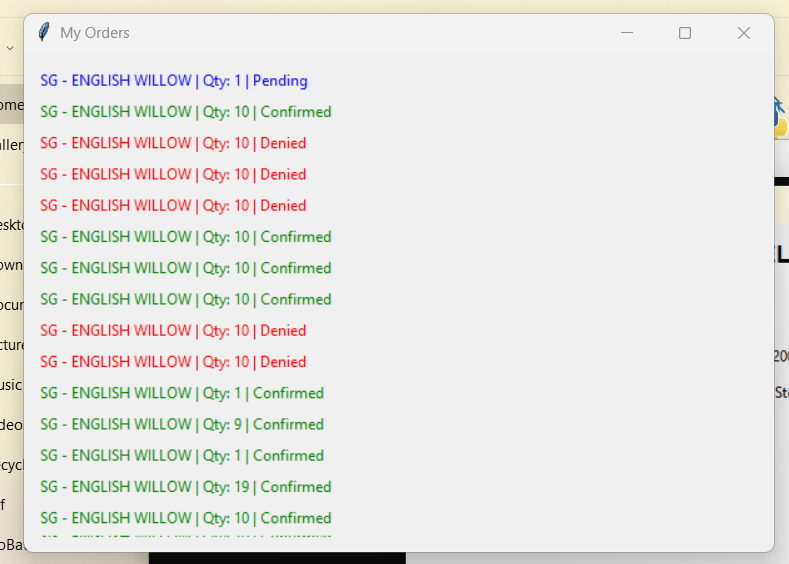 My Orders
SG - ENGLISH WILLOW | Qty: 1 | Pending
SG - ENGLISH WILLOW | Qty: 10 | Confirmed
SG - ENGLISH WILLOW | Qty: 10 | Denied
SG - ENGLISH WILLOW | Qty: 10 | Denied
SG - ENGLISH WILLOW | Qty: 10 | Denied
SG - ENGLISH WILLOW | Qty: 10 | Confirmed
SG - ENGLISH WILLOW | Qty: 10 | Confirmed
SG - ENGLISH WILLOW | Qty: 10 | Confirmed
SG - ENGLISH WILLOW | Qty: 10 | Denied
SG - ENGLISH WILLOW | Qty: 10 | Denied
SG - ENGLISH WILLOW | Qty: 1 | Confirmed
SG - ENGLISH WILLOW | Qty: 9 | Confirmed
SG - ENGLISH WILLOW | Qty: 1 | Confirmed
SG - ENGLISH WILLOW | Qty: 19 | Confirmed
SG - ENGLISH WILLOW | Qty: 10 | Confirmed